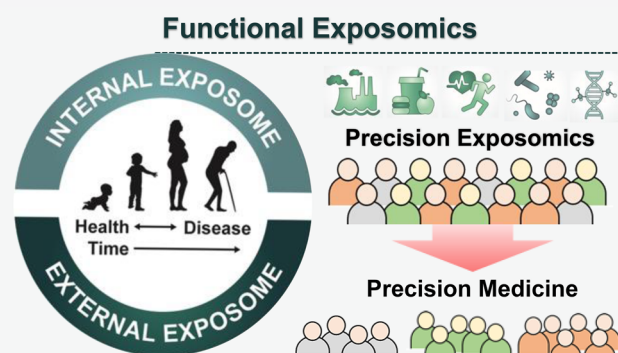 Functional Exposomics
INTERNAL EXPOSOME
Health Disease
Time
EXTERNAL EXPOSOME
Precision Exposomics
Precision Medicine